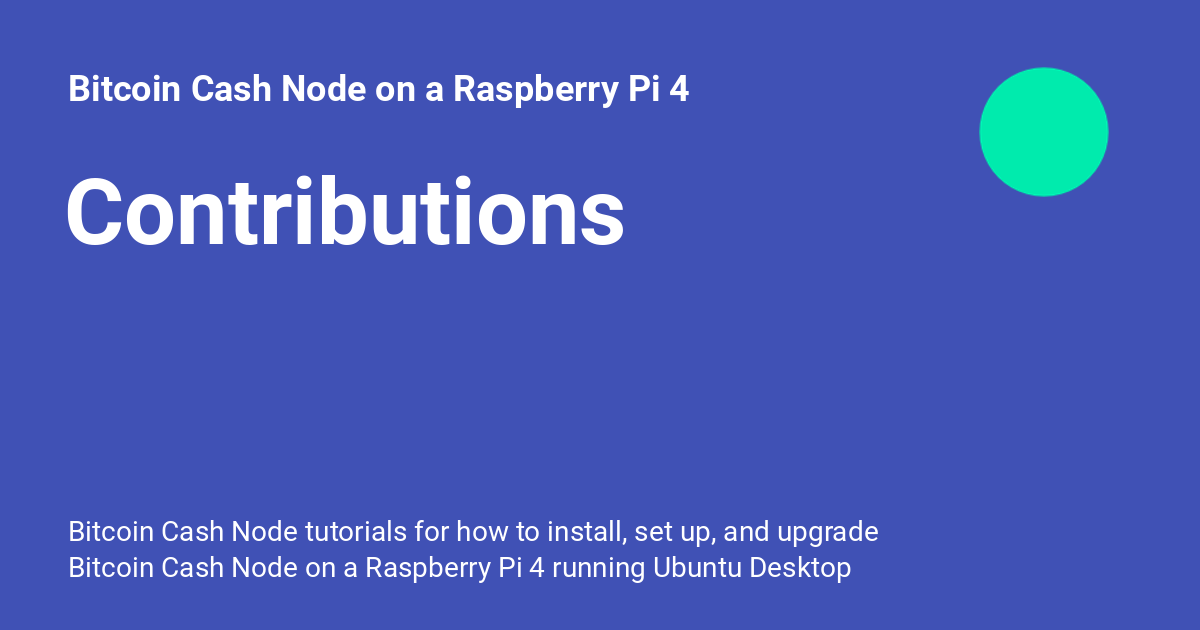 Bitcoin Cash Node on a Raspberry Pi 4
Contributions
Bitcoin Cash Node tutorials for how to install, set up, and upgrade
Bitcoin Cash Node on a Raspberry Pi 4 running Ubuntu Desktop